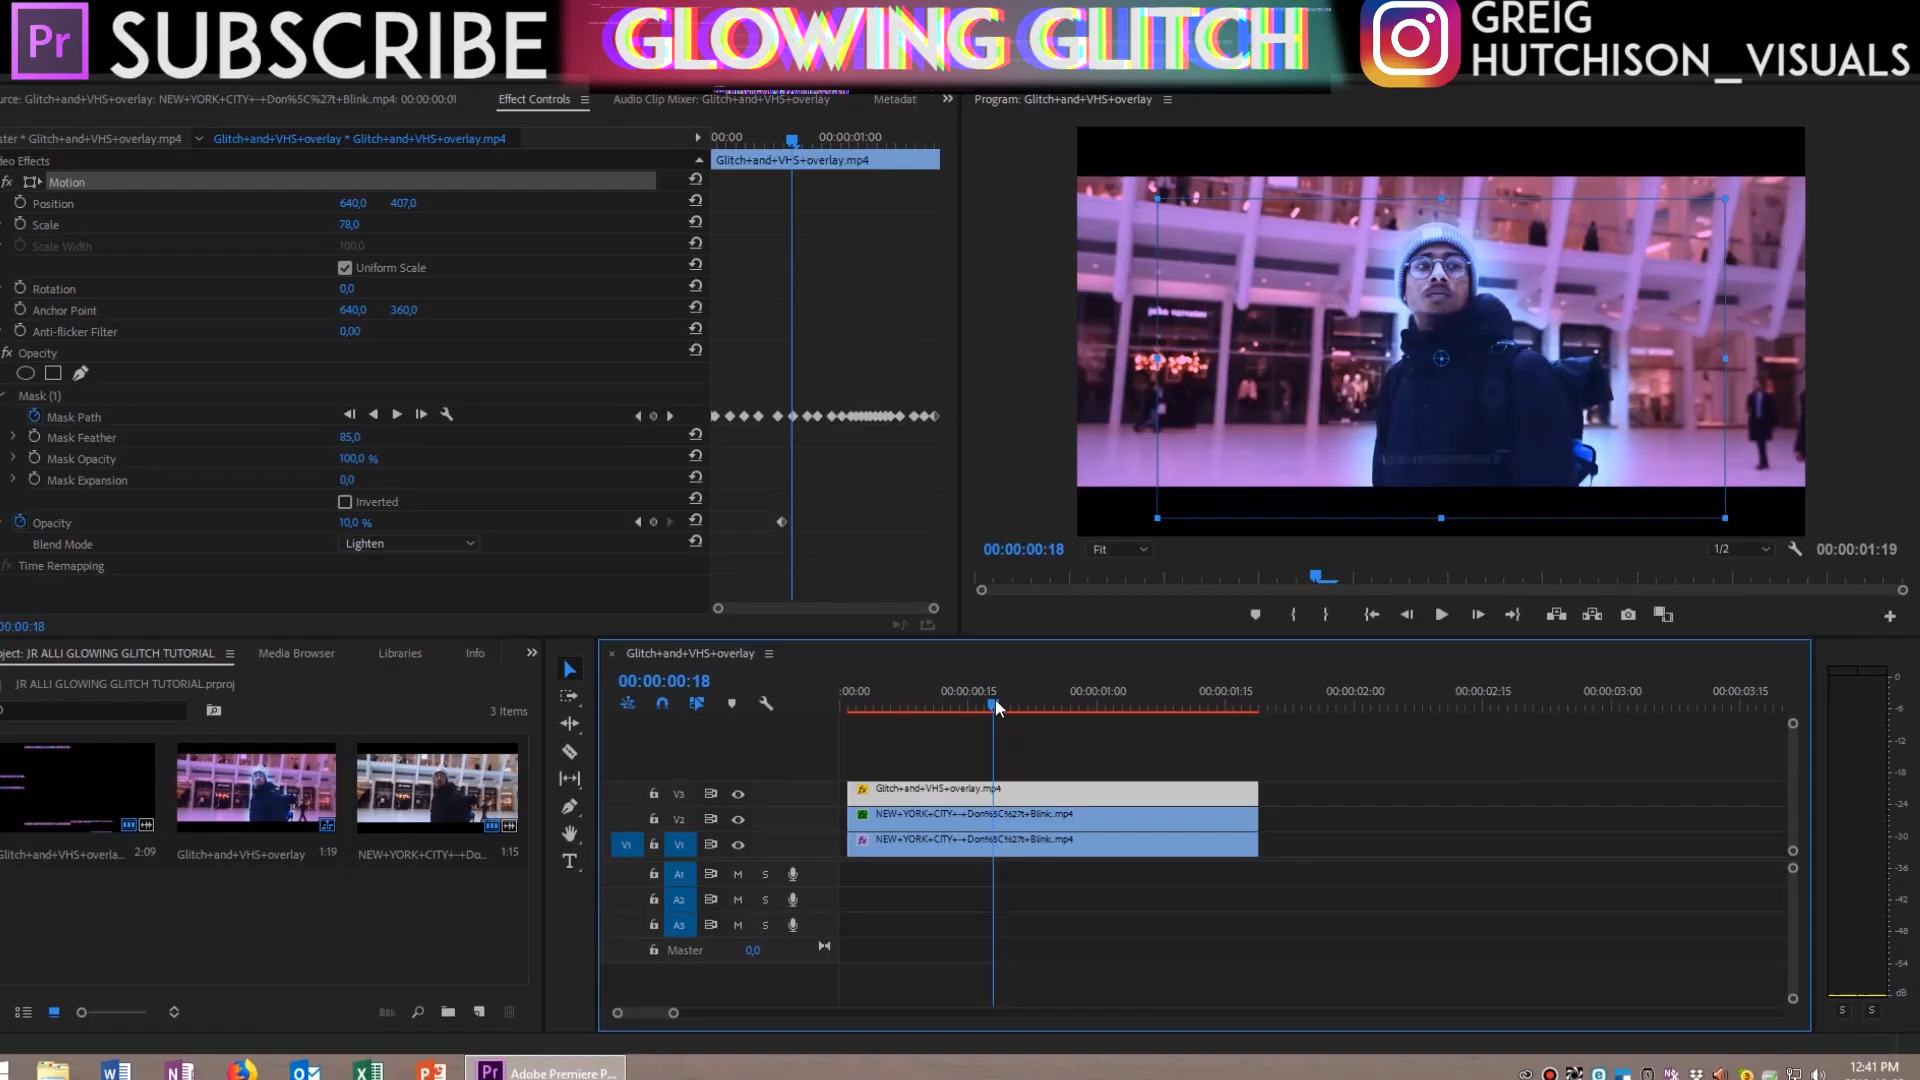 Pr SUBSCRIBE
GLOWING GLITCH
GREIG
HUTCHISON_VISUALS
urce: Glitch+and+VHS+overlay: NEW+YORK+CITY+-+Don%5C%27t+Blink.mp4: 00:00:00:01
Effect Controls
Audio Clip Mixer: Glitch+and+VHS+overlay
Metadat
Program: Glitch+and+VHS+overlay
ster * Glitch+and+VHS+overlay.mp4
Glitch+and+VHS+overlay * Glitch+and+VHS+overlay.mp4
00:00
00:00:01:00
deo Effects
Glitch+and+VHS+overlay.mp4
fx Motion
Position 640,0 407,0
Scale 78,0
Scale Width 100,0
Uniform Scale
Rotation 0,0
Anchor Point 640,0 360,0
Anti-flicker Filter 0,00
fx Opacity
Mask (1)
Mask Path
Mask Feather 85,0
Mask Opacity 100,0 %
Mask Expansion 0,0
Inverted
Opacity 10,0 %
Blend Mode Lighten
fx Time Remapping
00:00:00:18 Fit 1/2 00:00:01:19
00:00:18
oject: JR ALLI GLOWING GLITCH TUTORIAL
Media Browser
Libraries
Info
JR ALLI GLOWING GLITCH TUTORIAL.prproj
3 Items
Glitch+and+VHS+overla... 2:09
Glitch+and+VHS+overlay 1:19
NEW+YORK+CITY+-+Do... 1:15
Glitch+and+VHS+overlay
00:00:00:18
:00:00 00:00:00:15 00:00:01:00 00:00:01:15 00:00:02:00 00:00:02:15 00:00:03:00 00:00:03:15
V3 fx Glitch+and+VHS+overlay.mp4
V2 fx NEW+YORK+CITY+-+Don%5C%27t+Blink.mp4
V1 V1 fx NEW+YORK+CITY+-+Don%5C%27t+Blink.mp4
A1 M S
A2 M S
A3 M S
Master 0,0
0
-6
-12
-18
-24
-30
-36
-42
-48
-54
dB
S S
Pr Adobe Premiere P...
12:41 PM